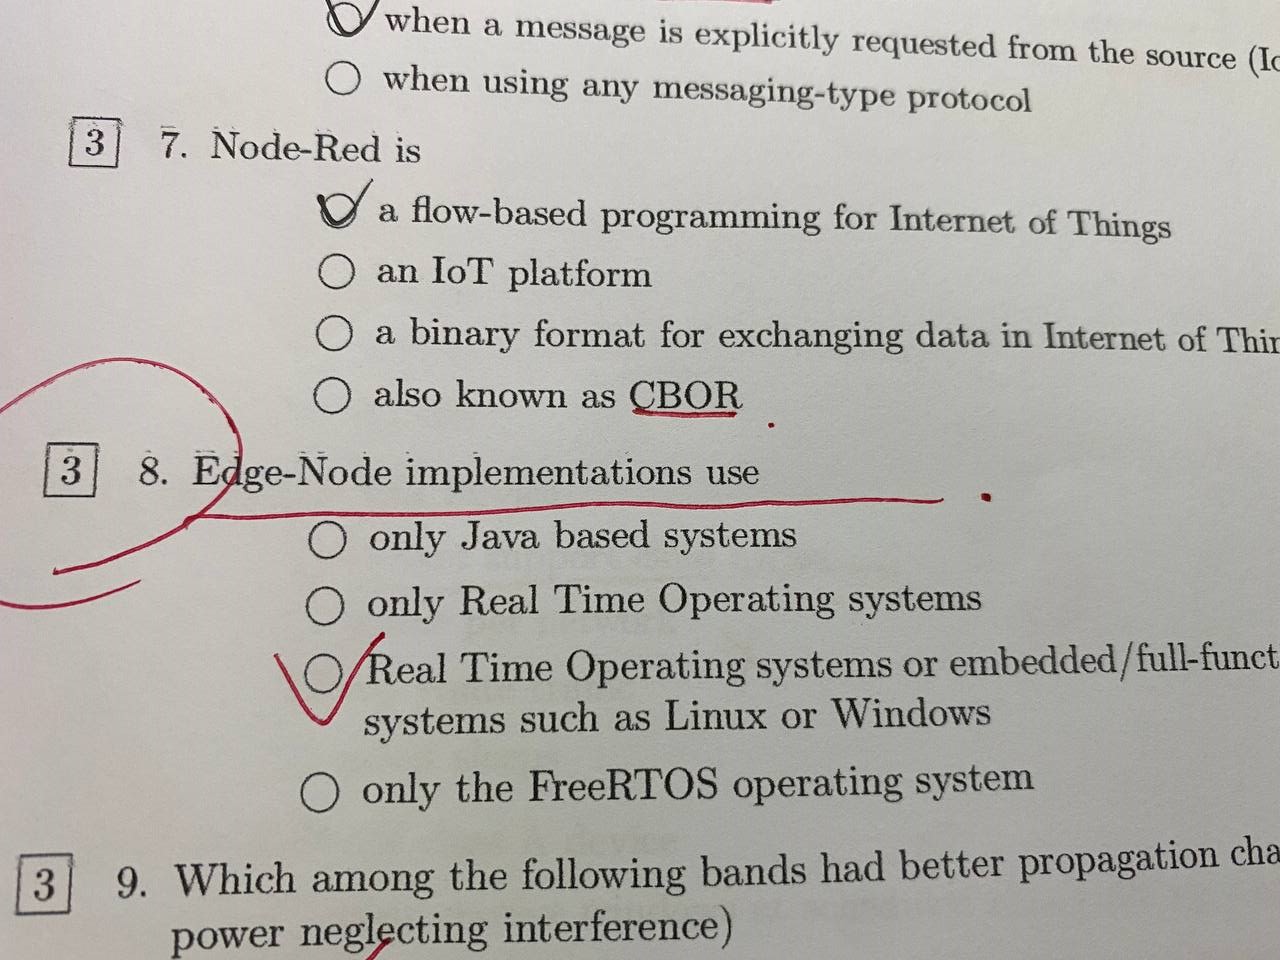 when a message is explicitly requested from the source (Io
when using any messaging-type protocol
3 7. Node-Red is
a flow-based programming for Internet of Things
an IoT platform
a binary format for exchanging data in Internet of Thin
also known as CBOR
3 8. Edge-Node implementations use
only Java based systems
only Real Time Operating systems
Real Time Operating systems or embedded/full-funct
systems such as Linux or Windows
only the FreeRTOS operating system
3 9. Which among the following bands had better propagation cha
power neglecting interference)